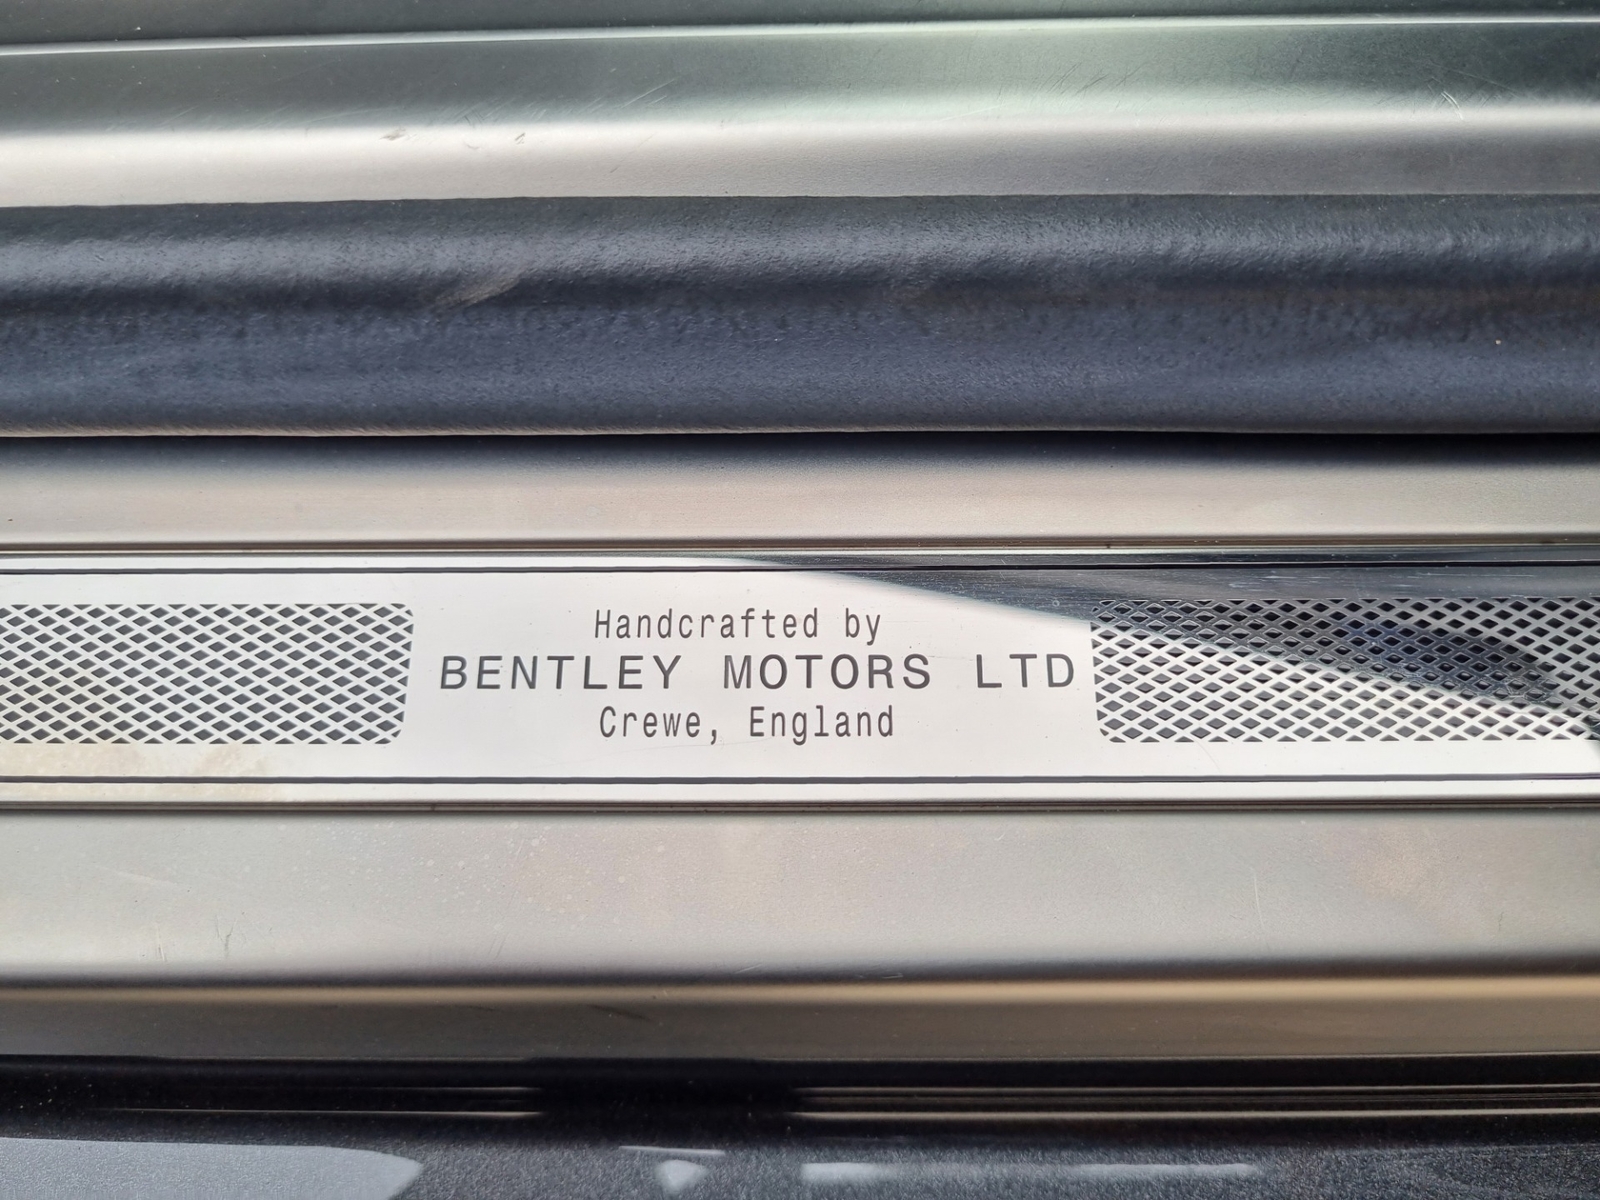 Handcrafted by
BENTLEY MOTORS LTD
Crewe, England